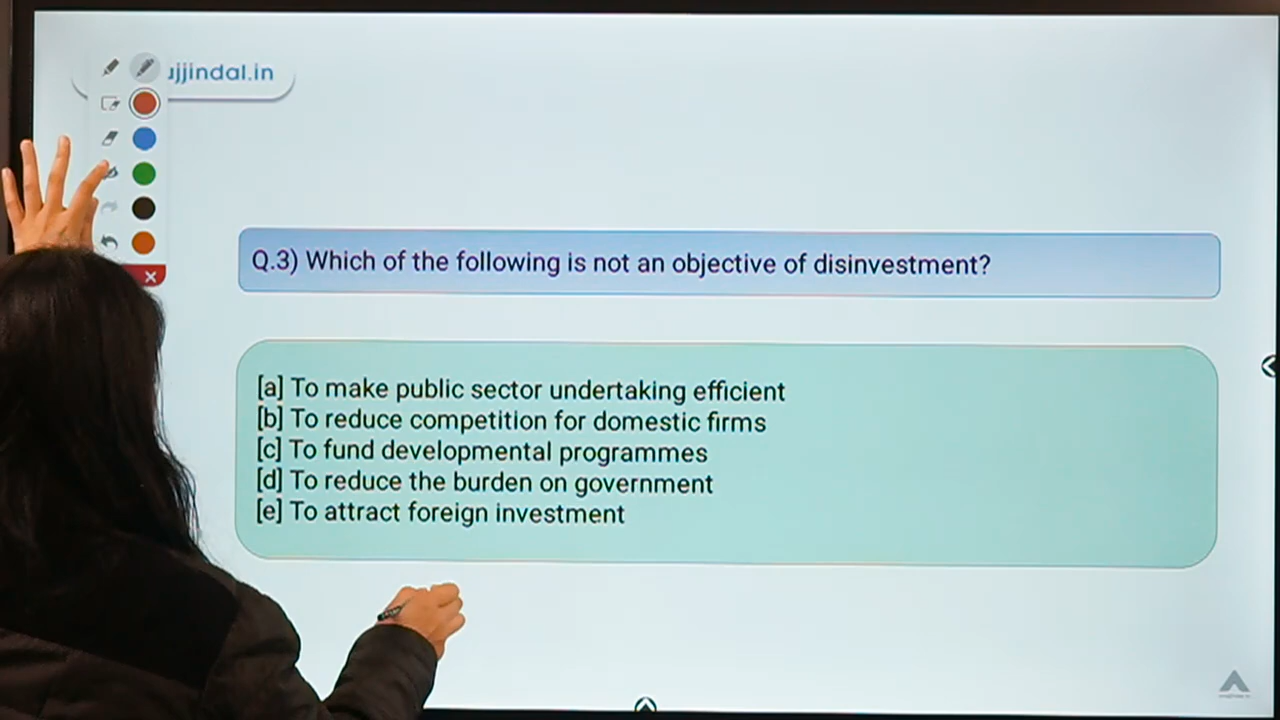 ujjindal.in
Q.3) Which of the following is not an objective of disinvestment?
[a] To make public sector undertaking efficient
[b] To reduce competition for domestic firms
[c] To fund developmental programmes
[d] To reduce the burden on government
[e] To attract foreign investment